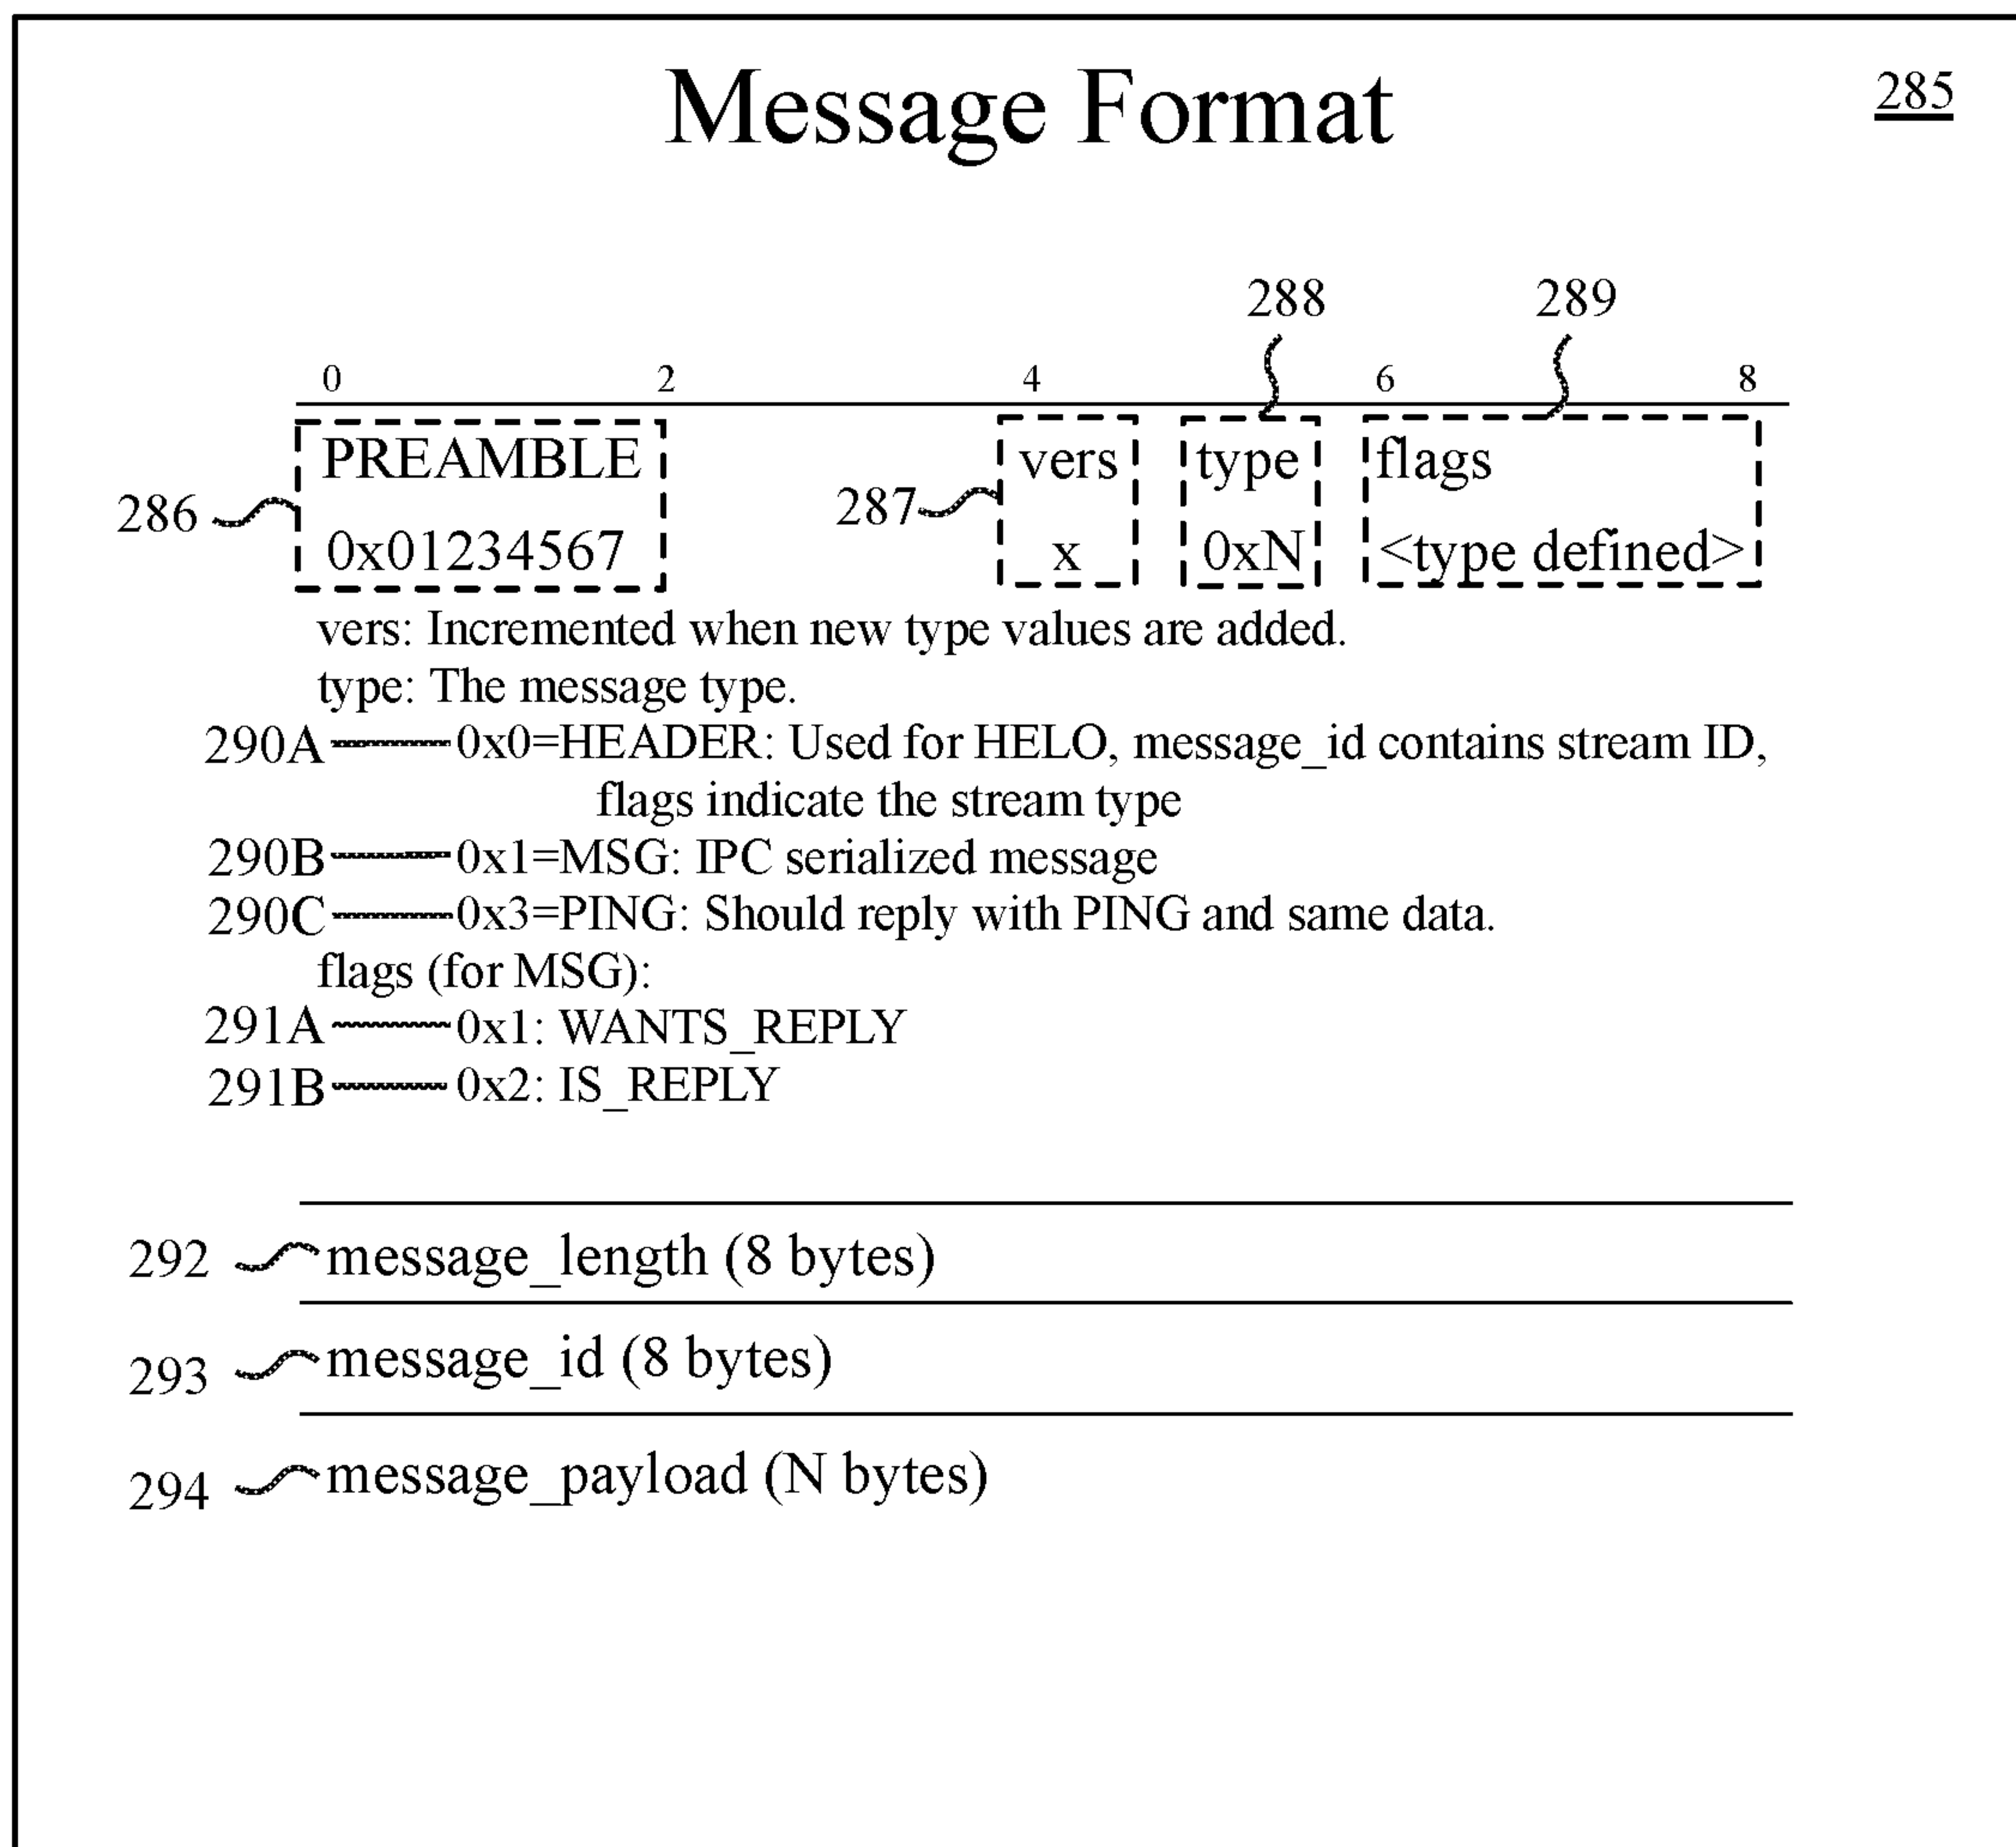 Message Format 285
288 289
0 2 4 6 8
PREAMBLE vers type flags
286 287
0x01234567 x 0xN <type defined>
vers: Incremented when new type values are added.
type: The message type.
290A 0x0=HEADER: Used for HELO, message_id contains stream ID,
flags indicate the stream type
290B 0x1=MSG: IPC serialized message
290C 0x3=PING: Should reply with PING and same data.
flags (for MSG):
291A 0x1: WANTS_REPLY
291B 0x2: IS_REPLY
292 message_length (8 bytes)
293 message_id (8 bytes)
294 message_payload (N bytes)